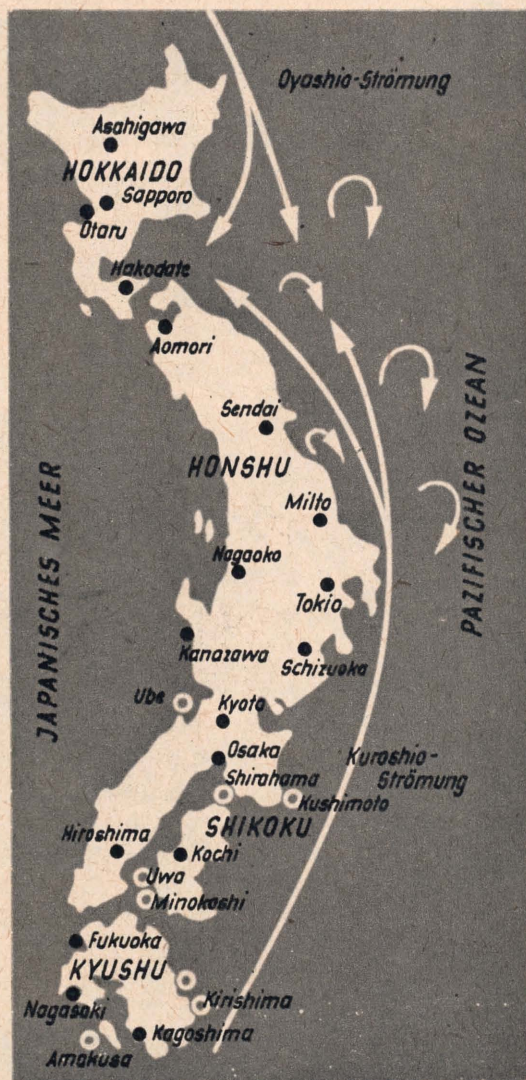 Oyashio-Strömung
Asahigawa
HOKKAIDO
Sapporo
Otaru
Hakodate
Aomori
Sendai
HONSHU
Milto
JAPANISCHES MEER
PAZIFISCHER OZEAN
Nagaoko
Tokio
Kanazawa
Schizuoka
Ube
Kyoto
Osaka
Kuroshio-
Strömung
Shirahama
Kushimoto
SHIKOKU
Hiroshima
Kochi
Uwa
Minokoshi
Fukuoka
KYUSHU
Kirishima
Nagasaki
Kagoshima
Amakusa